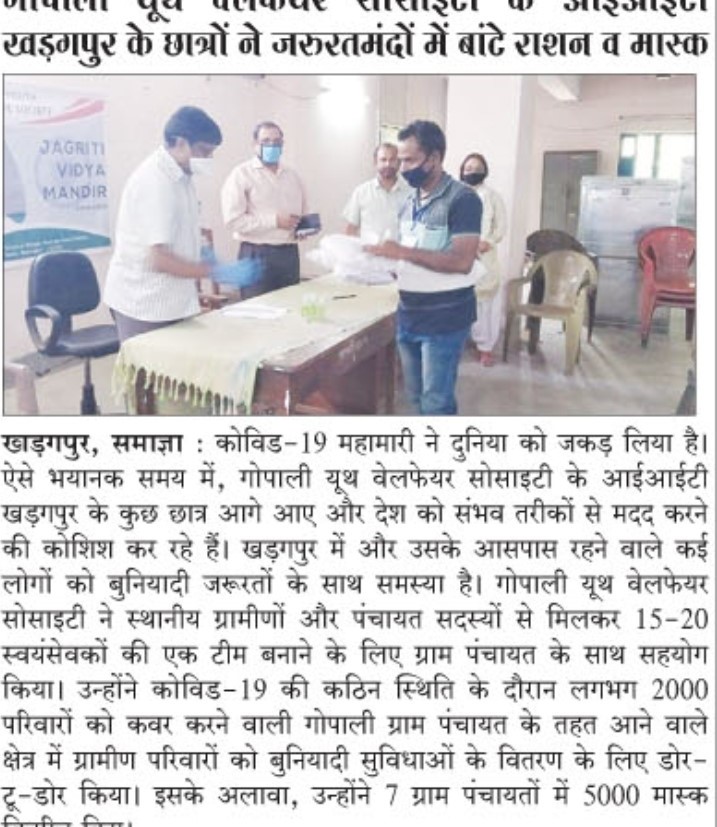 गोपाली यूथ वेलफेयर सोसाइटी के आईआईटी
खड़गपुर के छात्रों ने जरुरतमंदों में बांटे राशन व मास्क
JAGRITI
VIDYA
MANDIR
खाड़गपुर, समाज्ञा : कोविड-19 महामारी ने दुनिया को जकड़ लिया है।
ऐसे भयानक समय में, गोपाली यूथ वेलफेयर सोसाइटी के आईआईटी
खड़गपुर के कुछ छात्र आगे आए और देश को संभव तरीकों से मदद करने
की कोशिश कर रहे हैं। खड़गपुर में और उसके आसपास रहने वाले कई
लोगों को बुनियादी जरूरतों के साथ समस्या है। गोपाली यूथ वेलफेयर
सोसाइटी ने स्थानीय ग्रामीणों और पंचायत सदस्यों से मिलकर 15-20
स्वयंसेवकों की एक टीम बनाने के लिए ग्राम पंचायत के साथ सहयोग
किया। उन्होंने कोविड-19 की कठिन स्थिति के दौरान लगभग 2000
परिवारों को कवर करने वाली गोपाली ग्राम पंचायत के तहत आने वाले
क्षेत्र में ग्रामीण परिवारों को बुनियादी सुविधाओं के वितरण के लिए डोर-
टू-डोर किया। इसके अलावा, उन्होंने 7 ग्राम पंचायतों में 5000 मास्क